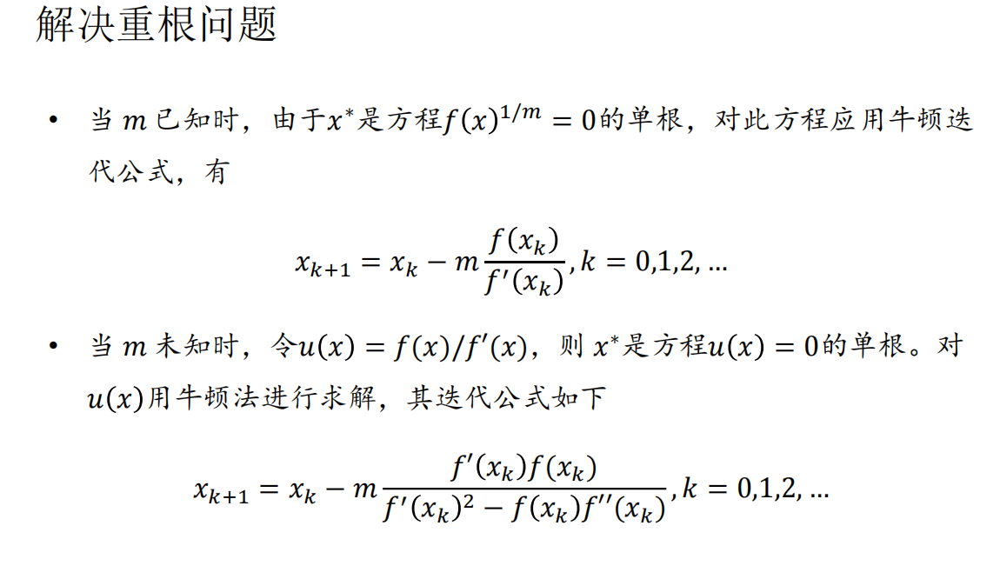 解决重根问题
• 当 m 已知时，由于x*是方程f(x)^{1/m} = 0的单根，对此方程应用牛顿迭
代公式，有
x_{k+1} = x_k − m \frac{f(x_k)}{f′(x_k)}, k = 0,1,2, …
• 当 m 未知时，令u(x) = f(x)/f′(x)，则 x*是方程u(x) = 0的单根。对
u(x)用牛顿法进行求解，其迭代公式如下
x_{k+1} = x_k − m \frac{f′(x_k)f(x_k)}{f′(x_k)^2 − f(x_k)f′′(x_k)}, k = 0,1,2, …